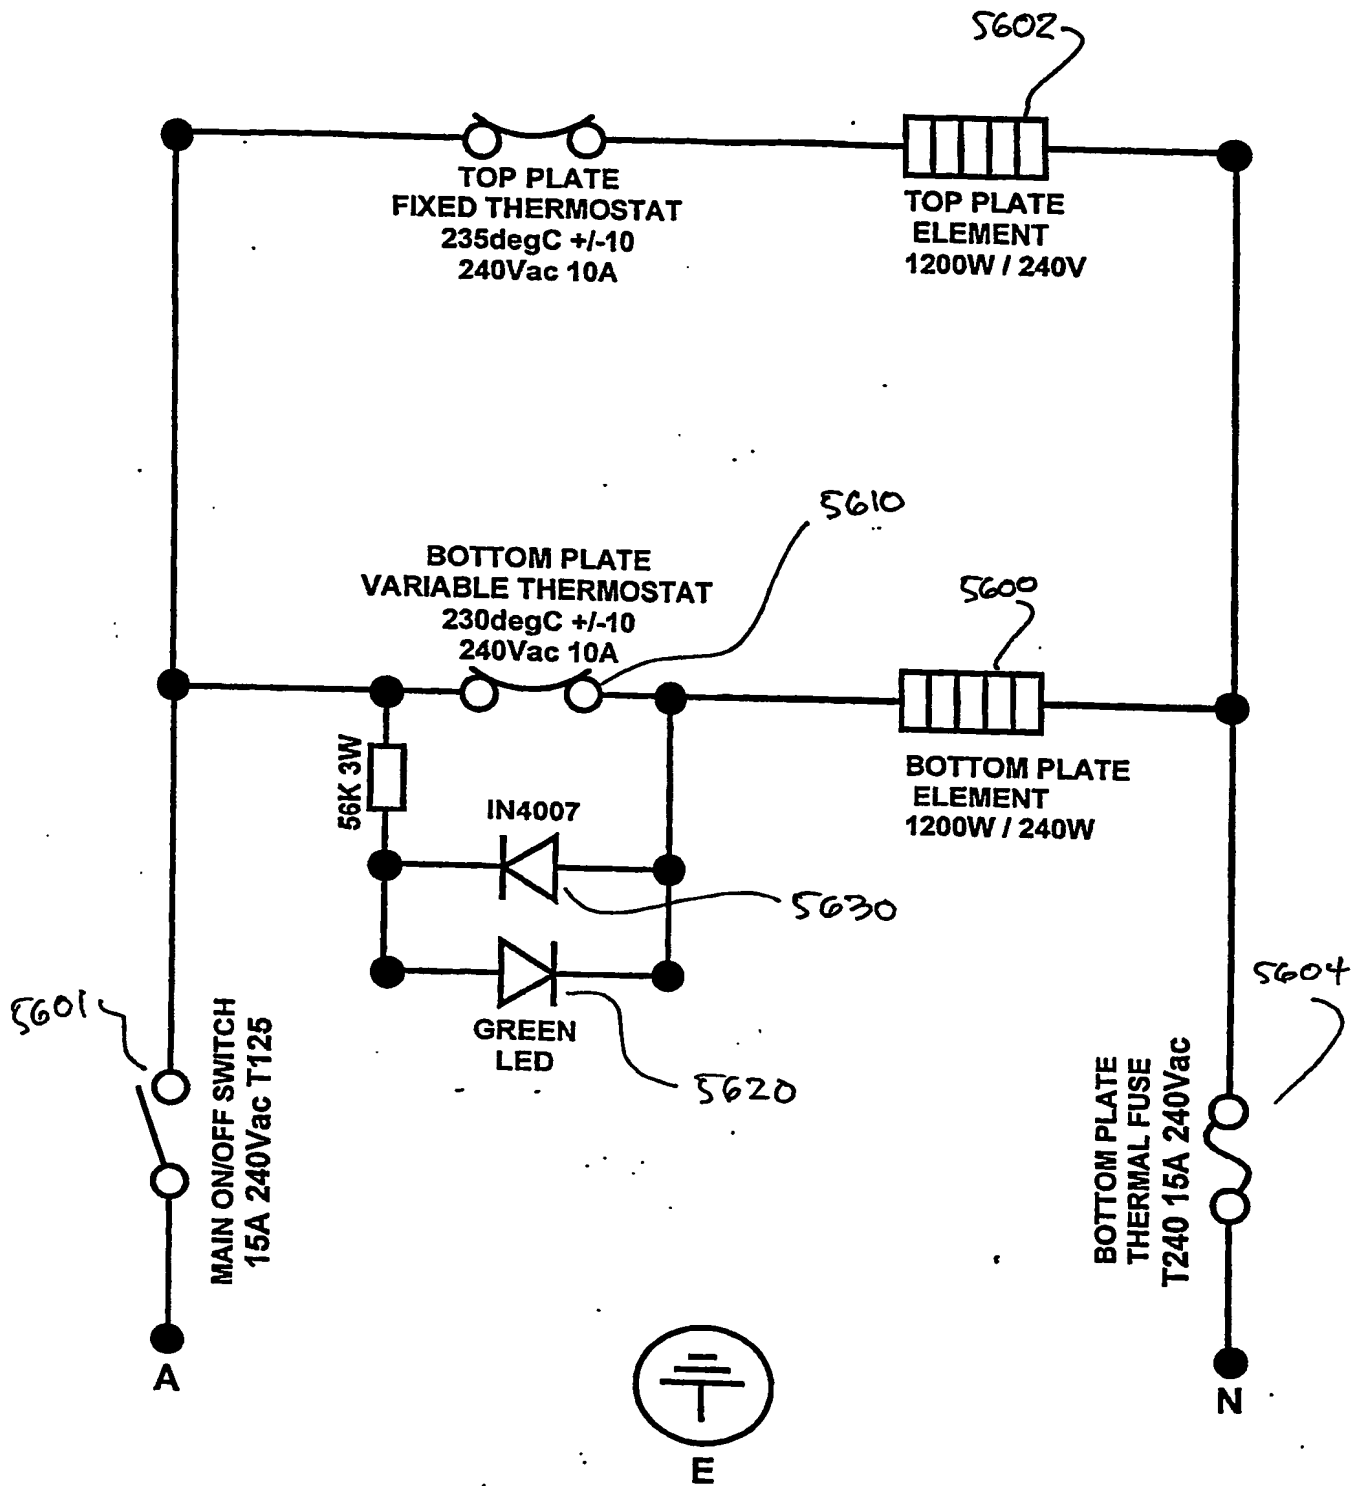 5602
TOP PLATE
FIXED THERMOSTAT
235degC +/-10
240Vac 10A
TOP PLATE
ELEMENT
1200W / 240V
5610
BOTTOM PLATE
VARIABLE THERMOSTAT
230degC +/-10
240Vac 10A
5600
BOTTOM PLATE
ELEMENT
1200W / 240W
56K 3W
IN4007
5630
GREEN
LED
5620
5601
MAIN ON/OFF SWITCH
15A 240Vac T125
5604
BOTTOM PLATE
THERMAL FUSE
T240 15A 240Vac
A
N
E